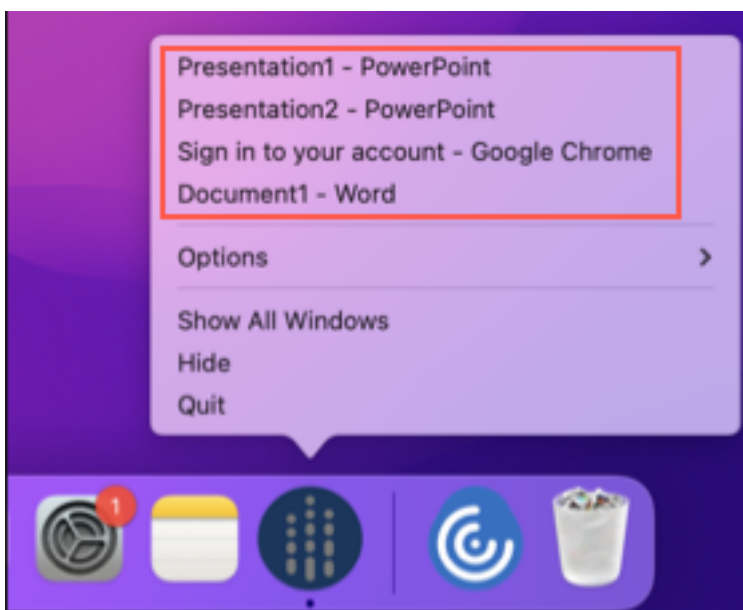 Presentation1 - PowerPoint
Presentation2 - PowerPoint
Sign in to your account - Google Chrome
Document1 - Word
Options
Show All Windows
Hide
Quit
1